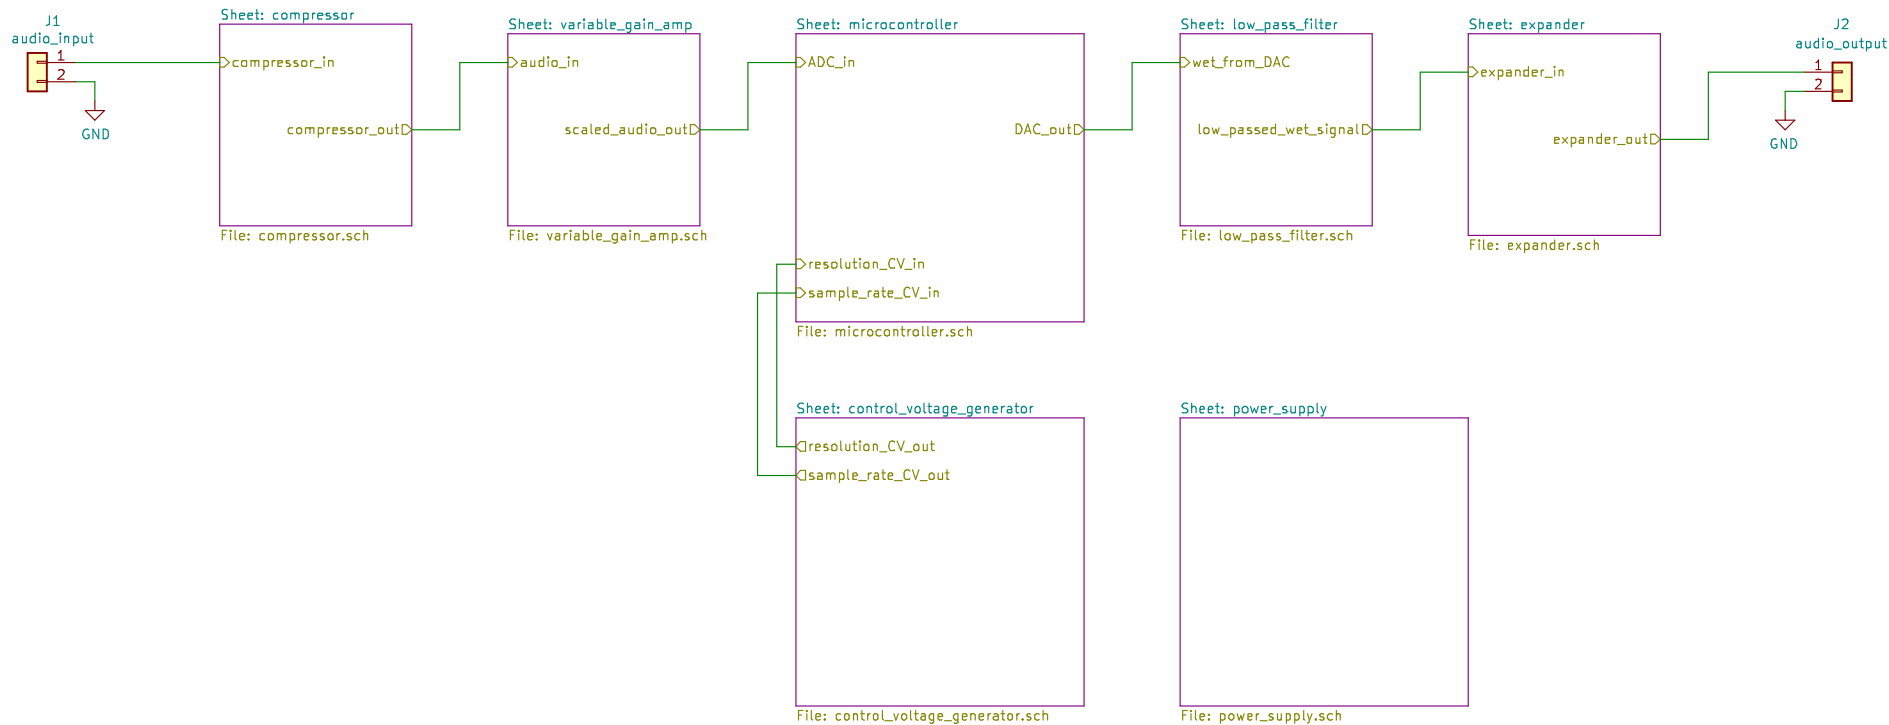 J1
audio_input
1
2
GND
Sheet: compressor
compressor_in
compressor_out
File: compressor.sch
Sheet: variable_gain_amp
audio_in
scaled_audio_out
File: variable_gain_amp.sch
Sheet: microcontroller
ADC_in
DAC_out
resolution_CV_in
sample_rate_CV_in
File: microcontroller.sch
Sheet: low_pass_filter
wet_from_DAC
low_passed_wet_signal
File: low_pass_filter.sch
Sheet: expander
expander_in
expander_out
File: expander.sch
J2
audio_output
1
2
GND
Sheet: control_voltage_generator
resolution_CV_out
sample_rate_CV_out
File: control_voltage_generator.sch
Sheet: power_supply
File: power_supply.sch